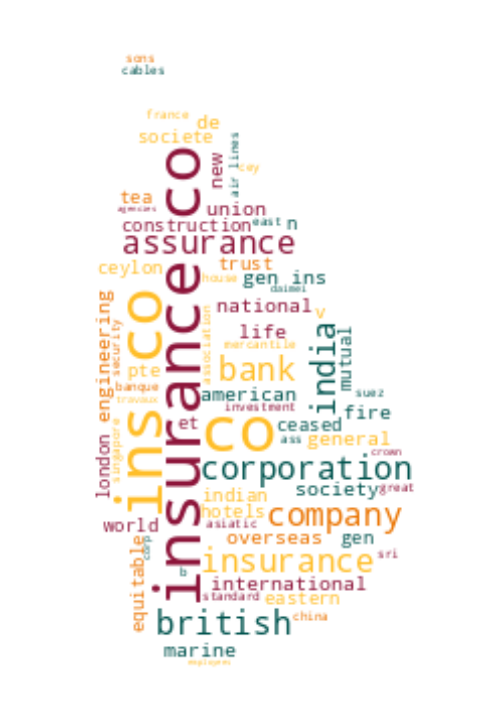 sons
cables
france
de
societe
air lines
new
insurance co
cey
tea
agencies
union
construction
east
n
assurance
trust
ceylon
house
gen ins
daimei
ins co
engineering
security
association
national
v
life
mercantile
india
mutual
pte
bank
banque
american
travaux
investment
suez
fire
et
co
ceased
ass
general
london
singapore
crown
corporation
society
great
indian
hotels
company
world
asiatic
overseas
gen
equitable
corp
insurance
sri
b
international
standard
eastern
british
china
marine
employees